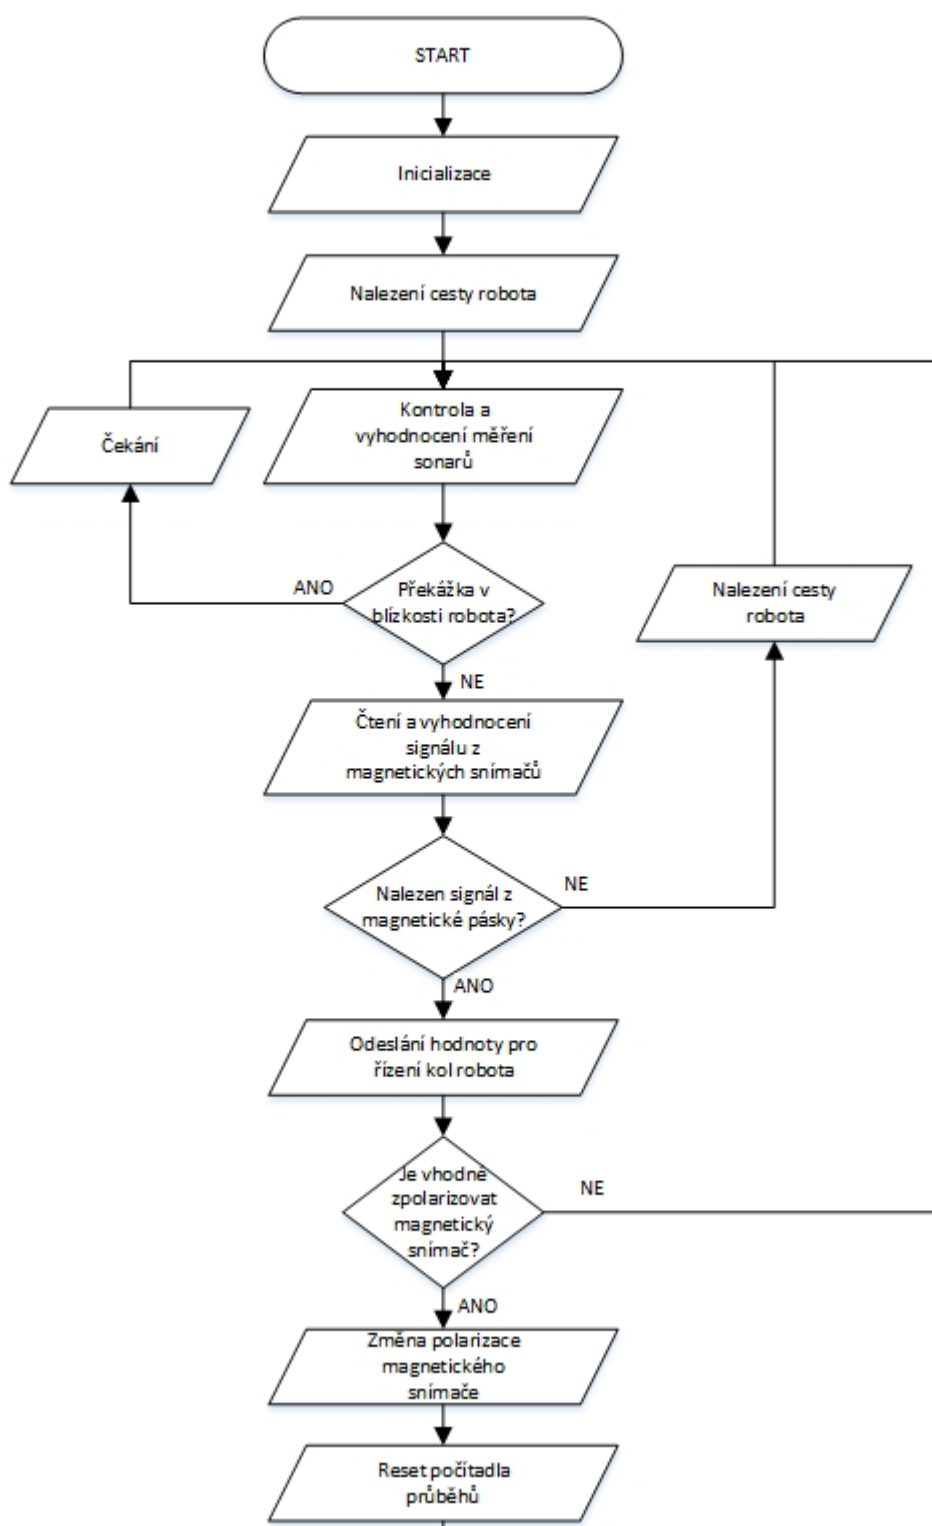 START
Inicializace
Nalezení cesty robota
Kontrola a
vyhodnocení měření
sonarů
Čekání
Překážka v
blízkosti robota?
ANO
NE
Nalezení cesty
robota
Čtení a vyhodnocení
signálu z
magnetických snímačů
Nalezen signál z
magnetické pásky?
NE
ANO
Odeslání hodnoty pro
řízení kol robota
Je vhodné
zpolarizovat
magnetický
snímač?
NE
ANO
Změna polarizace
magnetického
snímače
Reset počítadla
průběhů